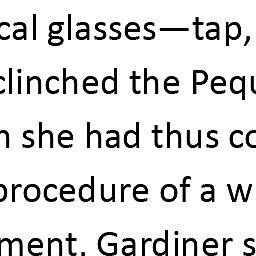 cal glasses—tap,
clinched the Pequ
n she had thus co
procedure of a w
ment. Gardiner s